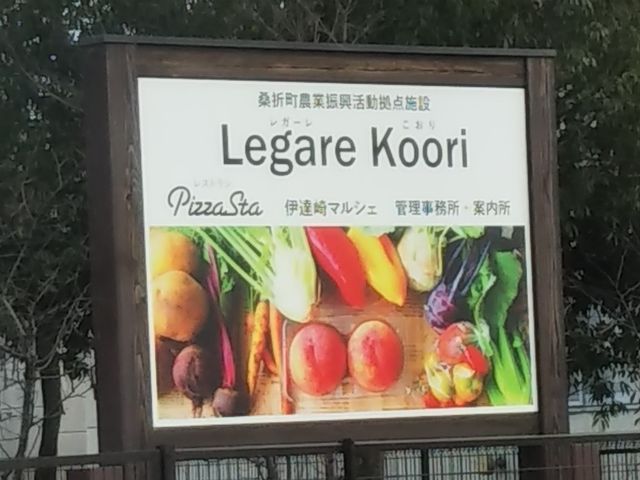 桑折町農業振興活動拠点施設
レガーレ こおり
Legare Koori
レストラン
PizzaSta 伊達崎マルシェ 管理事務所・案内所